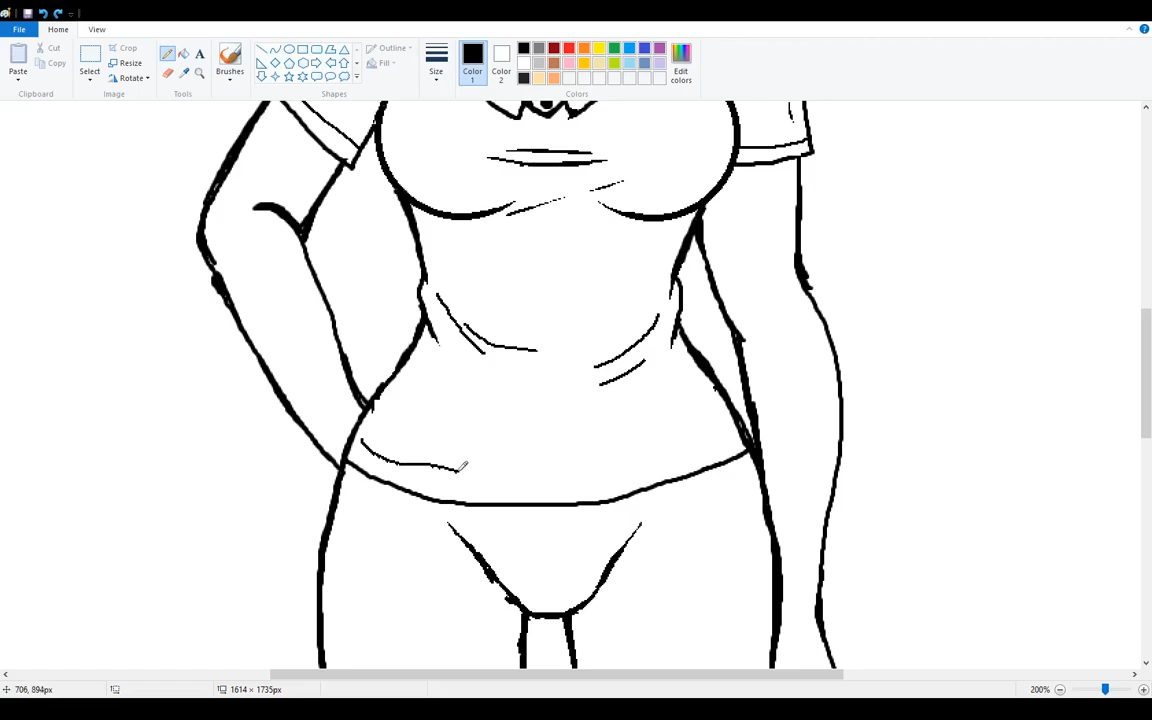 File Home View
Cut
Copy
Paste
Clipboard
Select
Crop
Resize
Rotate
Image
A
Tools
Brushes
Shapes
Outline
Fill
Size
Color 1
Color 2
Edit colors
Colors
706, 894px
1614 × 1735px
200%